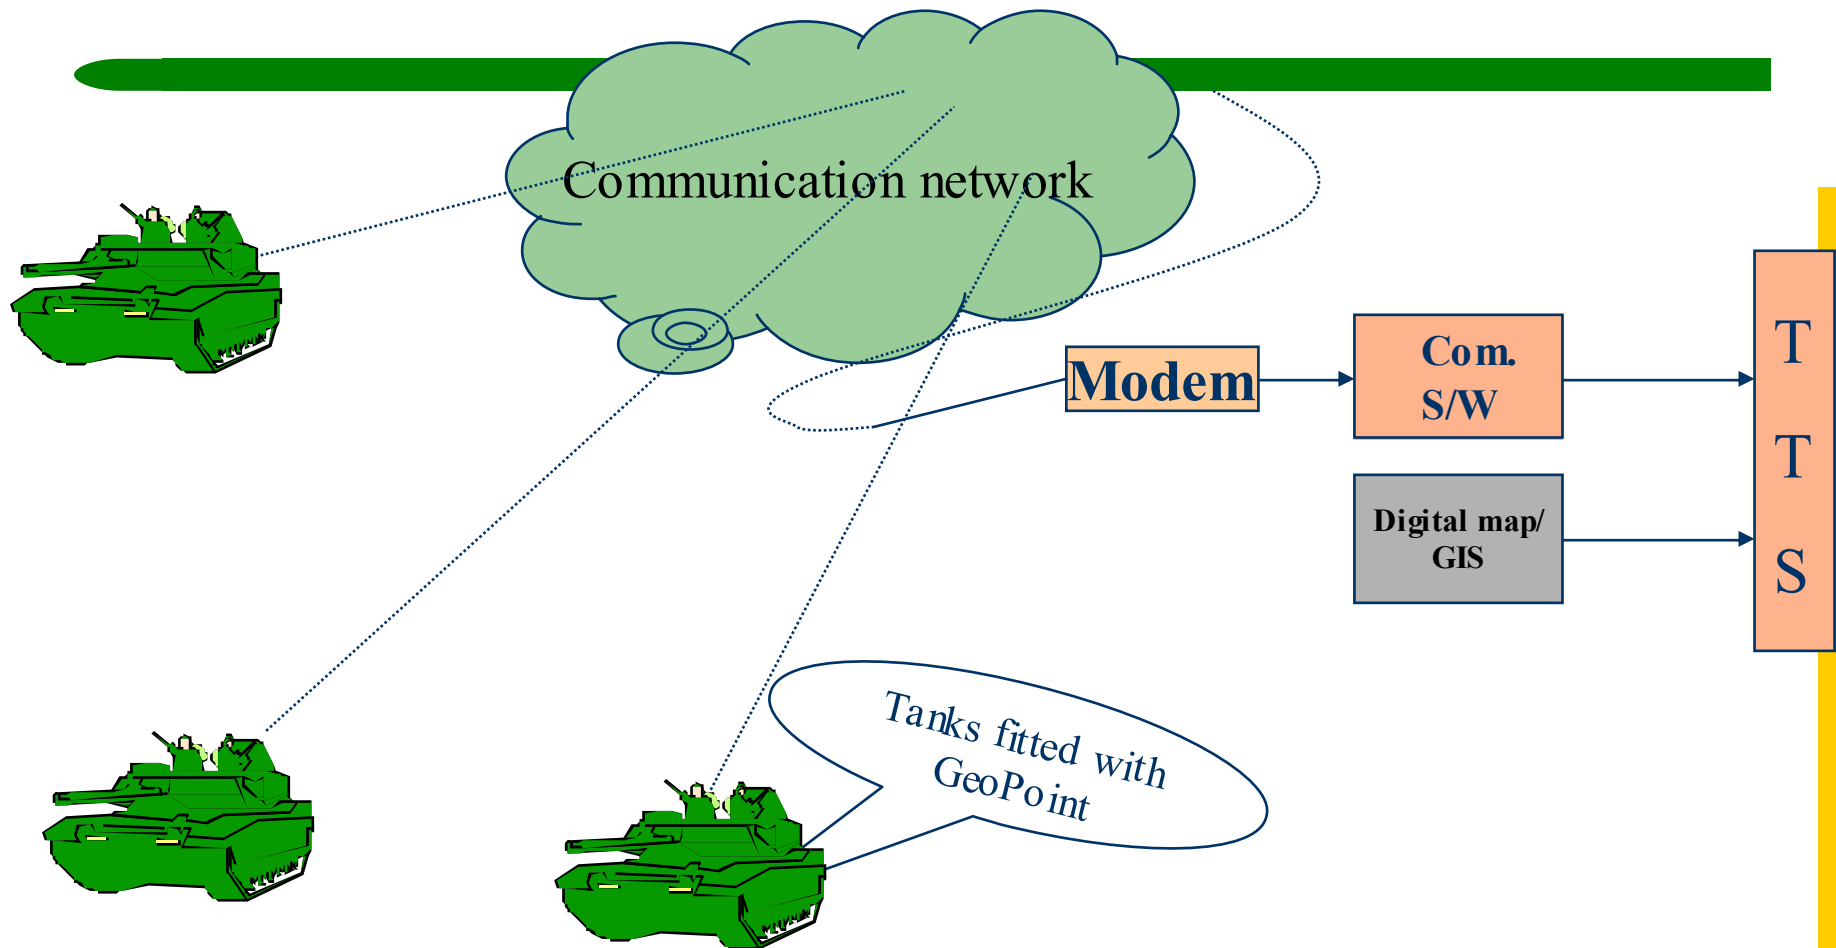 Communication network
Modem
Com.
S/W
Digital map/
GIS
T
T
S
Tanks fitted with
GeoPoint